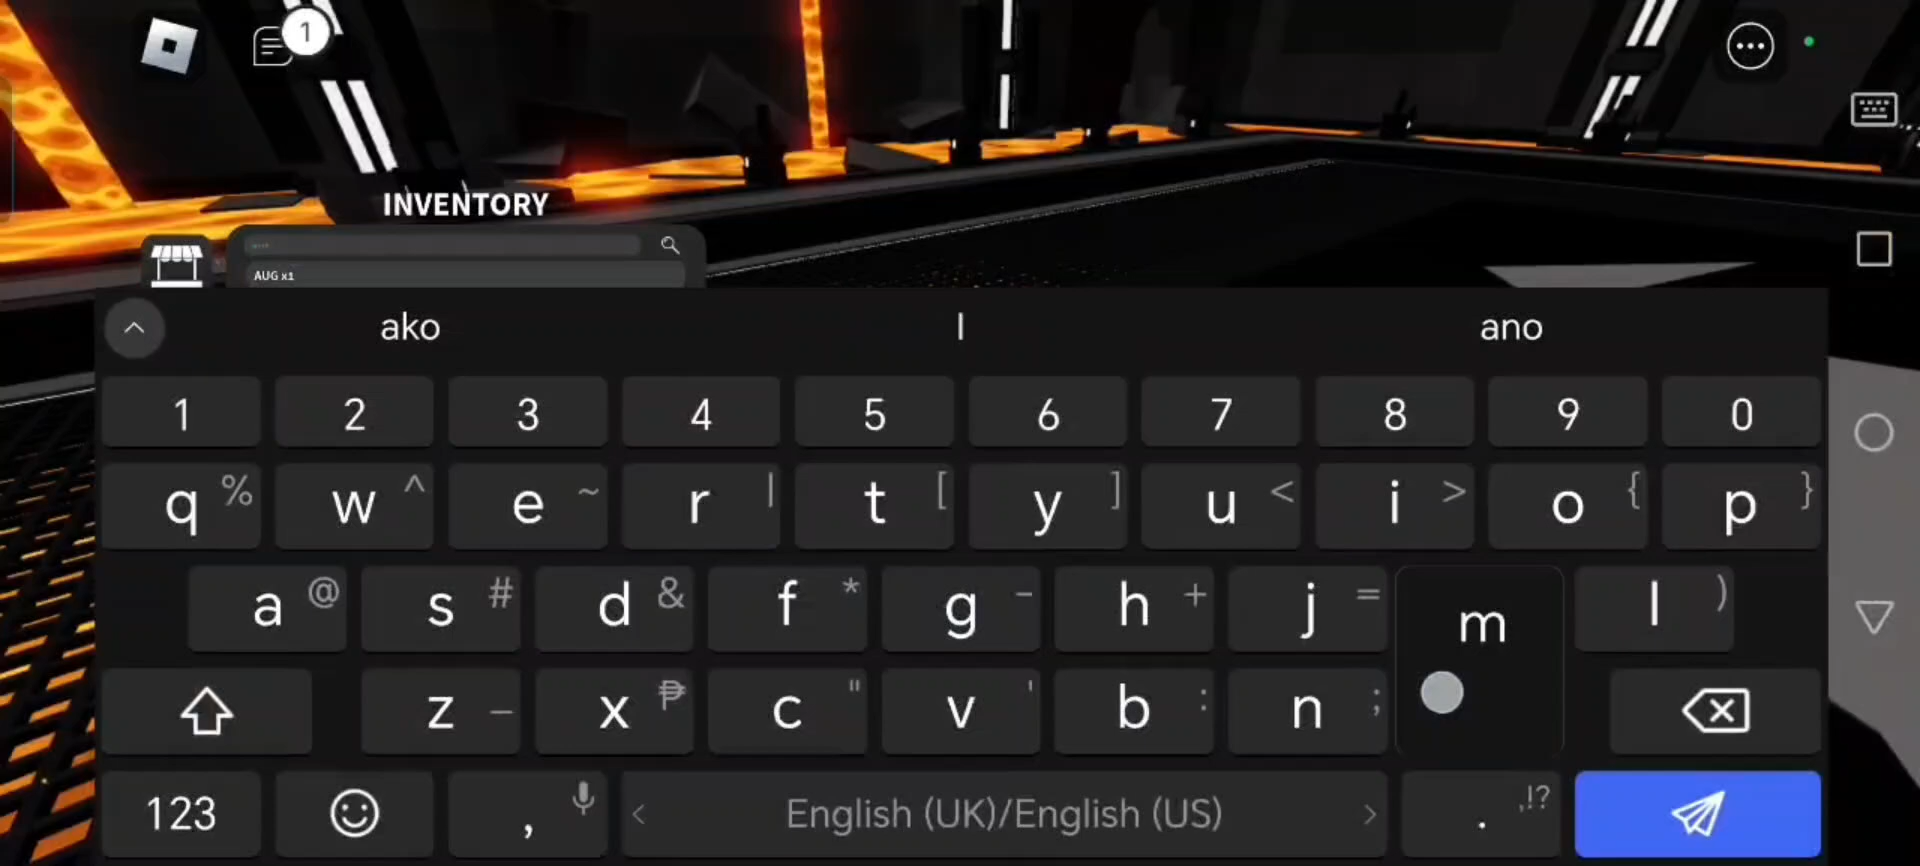 1
INVENTORY
AUG x1
ako I ano
1 2 3 4 5 6 7 8 9 0
q % w ^ e ~ r | t [ y ] u < i > o { p }
a @ s # d & f * g - h + j = m l )
z _ x ₱ c " v ' b : n ;
123 , < English (UK)/English (US) > . ,!?